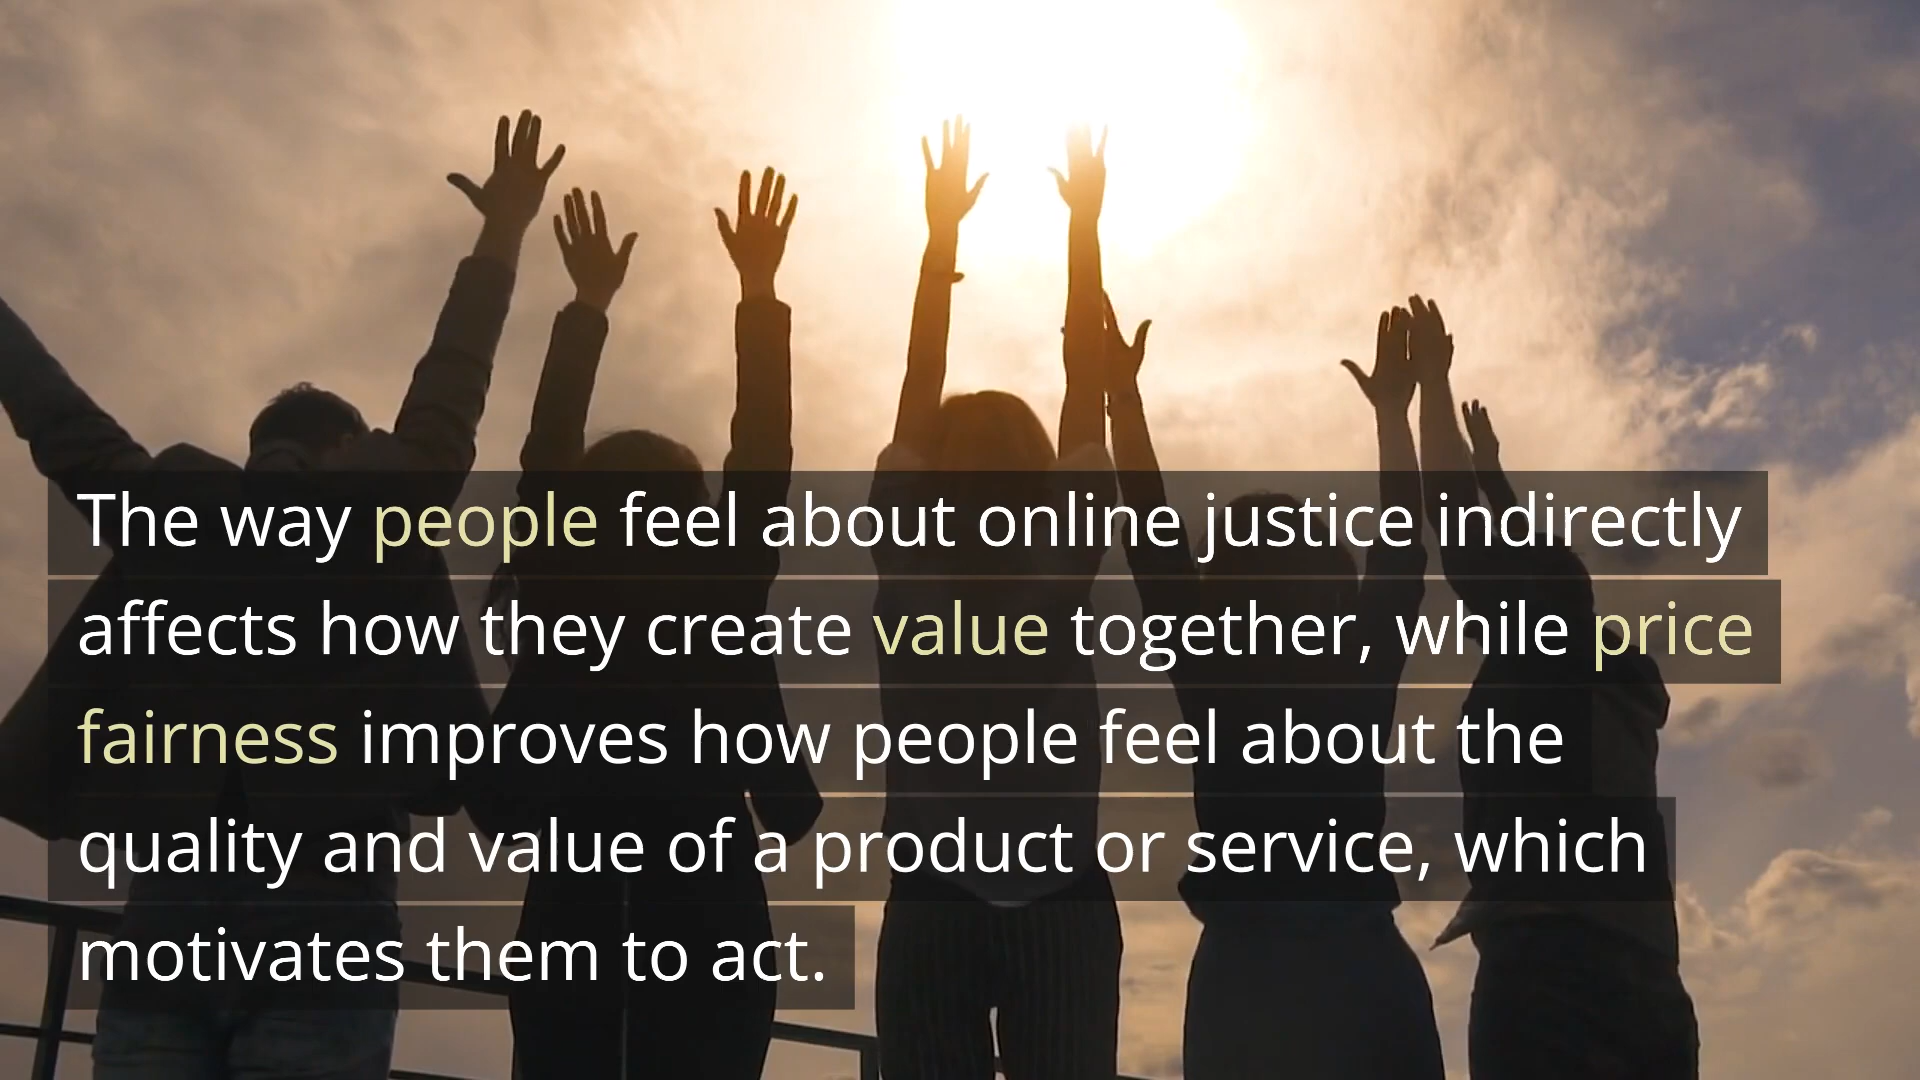 The way people feel about online justice indirectly
affects how they create value together, while price
fairness improves how people feel about the
quality and value of a product or service, which
motivates them to act.